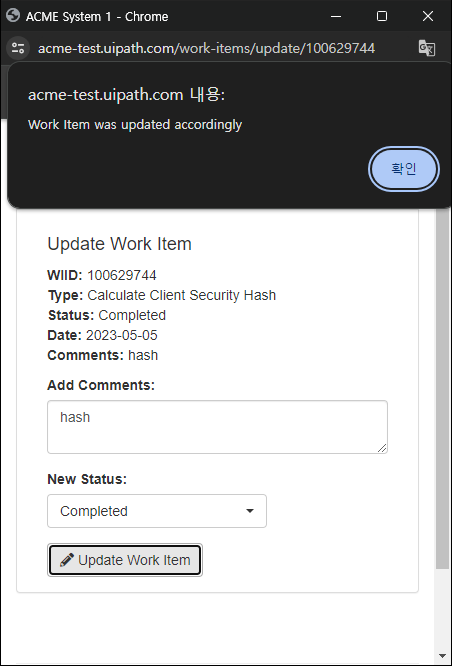 ACME System 1 - Chrome
acme-test.uipath.com/work-items/update/100629744
acme-test.uipath.com 내용:
Work Item was updated accordingly
확인
Update Work Item
WIID: 100629744
Type: Calculate Client Security Hash
Status: Completed
Date: 2023-05-05
Comments: hash
Add Comments:
hash
New Status:
Completed
Update Work Item